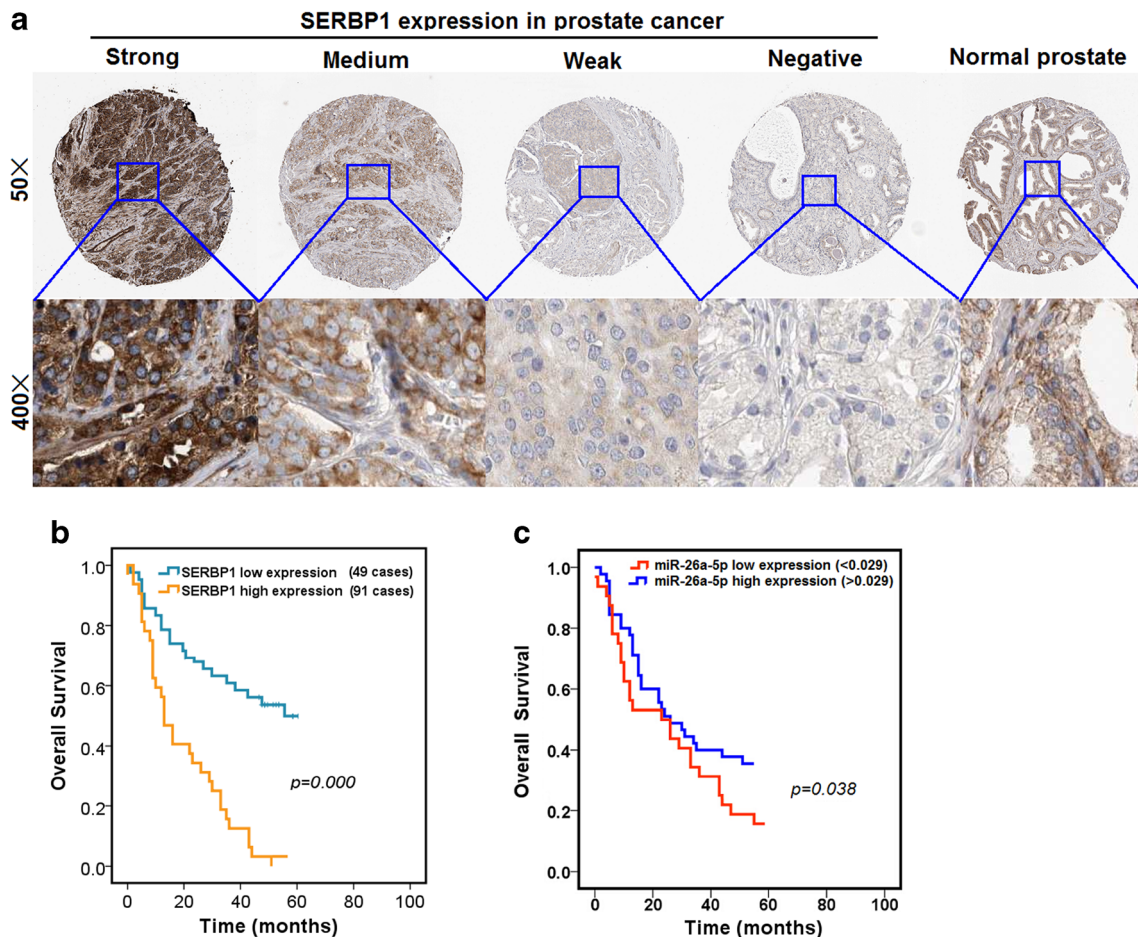 a
SERBP1 expression in prostate cancer
Strong Medium Weak Negative Normal prostate
50×
400×
b
SERBP1 low expression (49 cases)
SERBP1 high expression (91 cases)
1.0
0.8
0.6
0.4
0.2
0.0
Overall Survival
p=0.000
0 20 40 60 80 100
Time (months)
c
miR-26a-5p low expression (<0.029)
miR-26a-5p high expression (>0.029)
1.0
0.8
0.6
0.4
0.2
0.0
Overall Survival
p=0.038
0 20 40 60 80 100
Time (months)